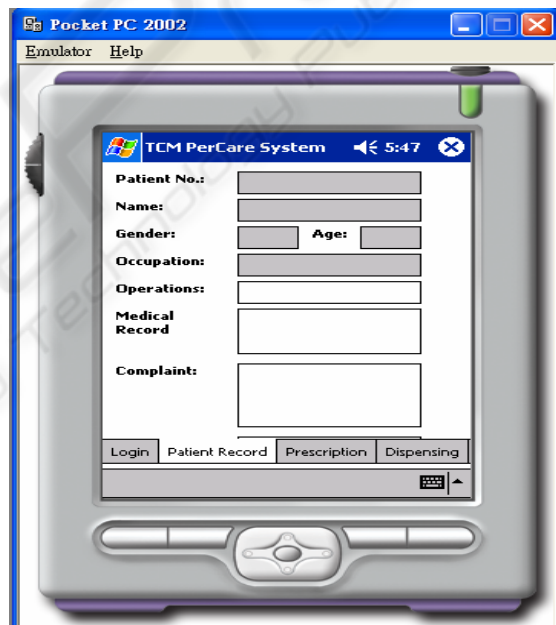 Pocket PC 2002
Emulator Help
TCM PerCare System 5:47
Patient No.:
Name:
Gender: Age:
Occupation:
Operations:
Medical
Record
Complaint:
Login Patient Record Prescription Dispensing